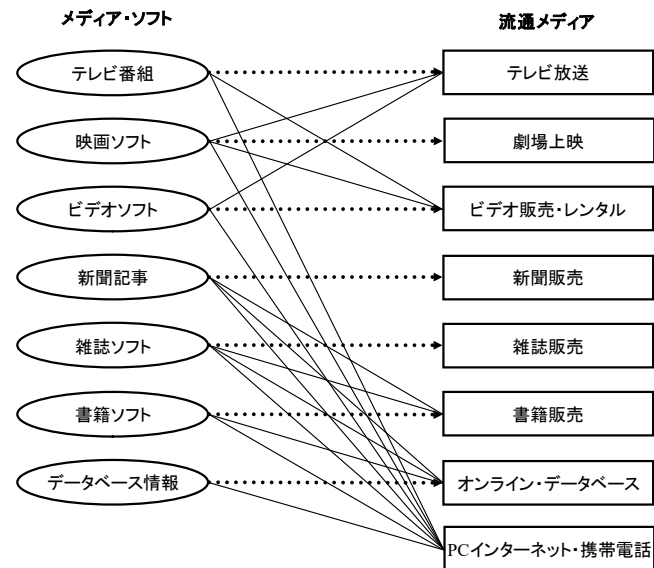 メディア・ソフト
流通メディア
テレビ番組
テレビ放送
映画ソフト
劇場上映
ビデオソフト
ビデオ販売・レンタル
新聞記事
新聞販売
雑誌ソフト
雑誌販売
書籍ソフト
書籍販売
データベース情報
オンライン・データベース
PCインターネット・携帯電話